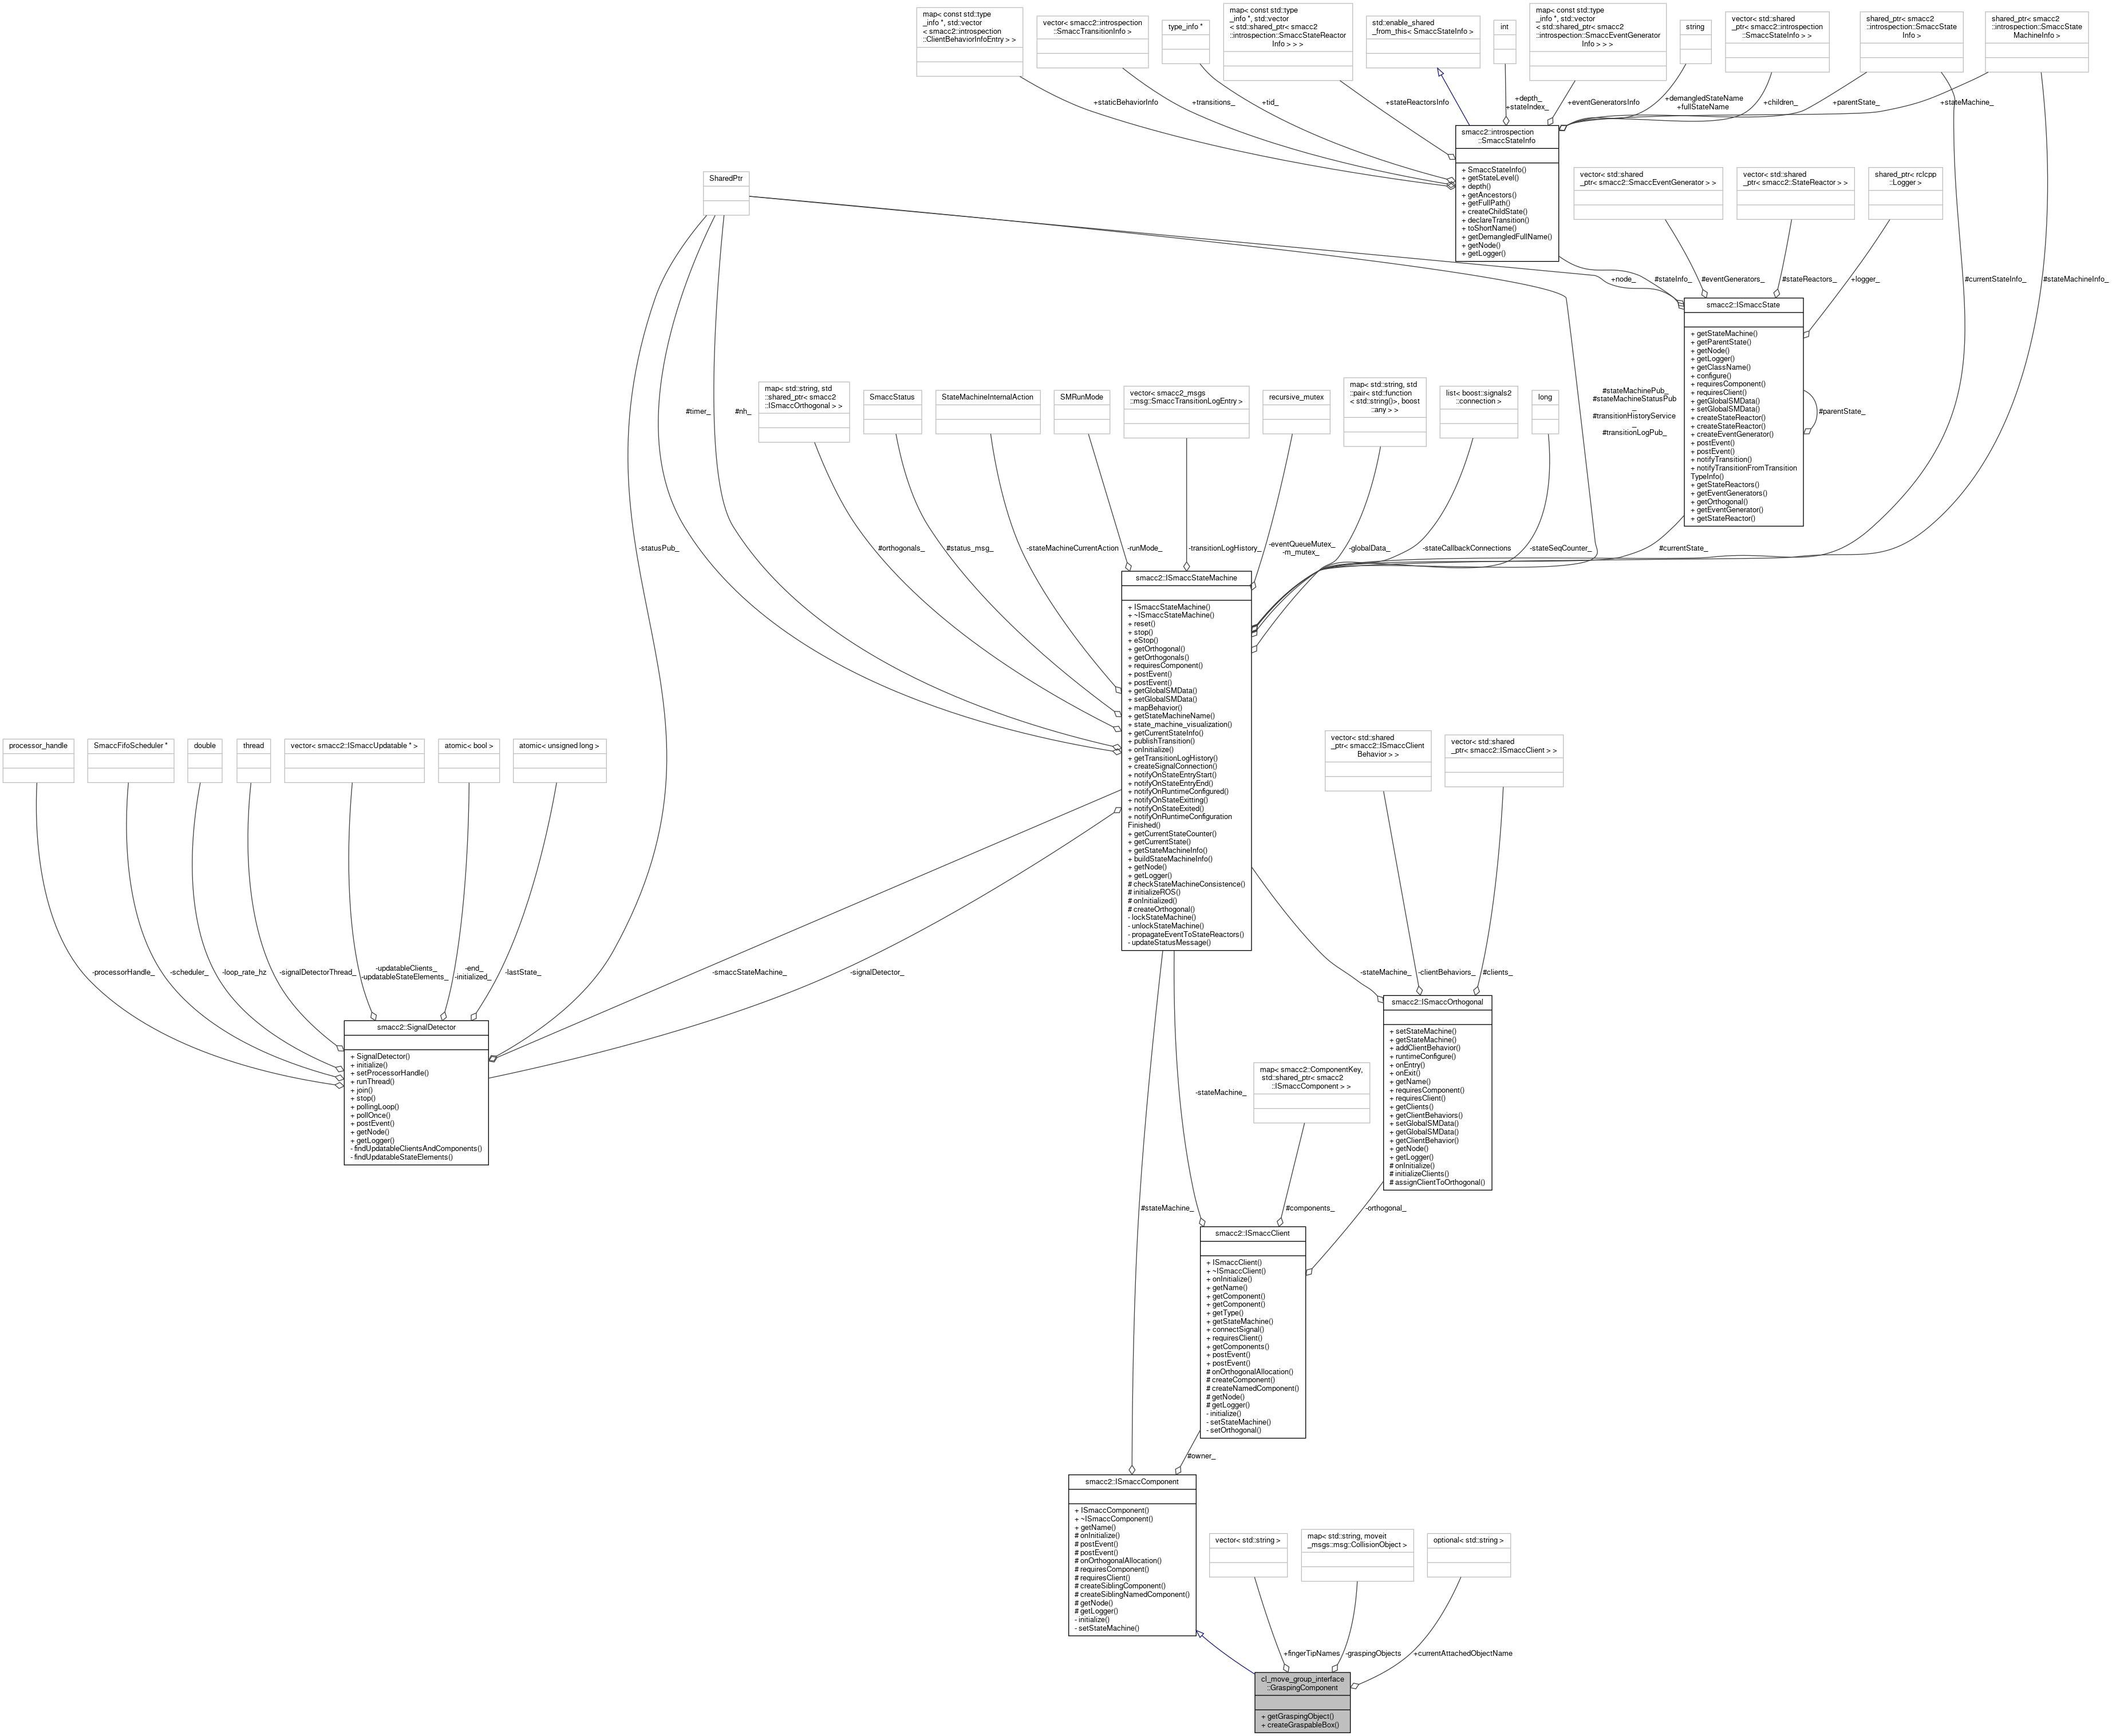 map< const std::type
_info *, std::vector
< smacc2::introspection
::ClientBehaviorInfoEntry > >
vector< smacc2::introspection
::SmaccTransitionInfo >
type_info *
map< const std::type
_info *, std::vector
< std::shared_ptr< smacc2
::introspection::SmaccStateReactor
Info > > >
std::enable_shared
_from_this< SmaccStateInfo >
int
map< const std::type
_info *, std::vector
< std::shared_ptr< smacc2
::introspection::SmaccEventGenerator
Info > > >
string
vector< std::shared
_ptr< smacc2::introspection
::SmaccStateInfo > >
shared_ptr< smacc2
::introspection::SmaccState
Info >
shared_ptr< smacc2
::introspection::SmaccState
MachineInfo >
+staticBehaviorInfo
+transitions_
+tid_
+stateReactorsInfo
+depth_
+stateIndex_
+eventGeneratorsInfo
+demangledStateName
+fullStateName
+children_
+parentState_
+stateMachine_
smacc2::introspection
::SmaccStateInfo
+ SmaccStateInfo()
+ getStateLevel()
+ depth()
+ getAncestors()
+ getFullPath()
+ createChildState()
+ declareTransition()
+ toShortName()
+ getDemangledFullName()
+ getNode()
+ getLogger()
SharedPtr
vector< std::shared
_ptr< smacc2::SmaccEventGenerator > >
vector< std::shared
_ptr< smacc2::StateReactor > >
shared_ptr< rclcpp
::Logger >
+node_
#stateInfo_
#eventGenerators_
#stateReactors_
+logger_
#currentStateInfo_
#stateMachineInfo_
smacc2::ISmaccState
+ getStateMachine()
+ getParentState()
+ getNode()
+ getLogger()
+ getClassName()
+ configure()
+ requiresComponent()
+ requiresClient()
+ getGlobalSMData()
+ setGlobalSMData()
+ createStateReactor()
+ createStateReactor()
+ createEventGenerator()
+ postEvent()
+ postEvent()
+ notifyTransition()
+ notifyTransitionFromTransition
TypeInfo()
+ getStateReactors()
+ getEventGenerators()
+ getOrthogonal()
+ getEventGenerator()
+ getStateReactor()
#parentState_
#stateMachinePub_
#stateMachineStatusPub
_
#transitionHistoryService
_
#transitionLogPub_
#timer_
#nh_
map< std::string, std
::shared_ptr< smacc2
::ISmaccOrthogonal > >
SmaccStatus
StateMachineInternalAction
SMRunMode
vector< smacc2_msgs
::msg::SmaccTransitionLogEntry >
recursive_mutex
map< std::string, std
::pair< std::function
< std::string()>, boost
::any > >
list< boost::signals2
::connection >
long
-statusPub_
#orthogonals_
#status_msg_
-stateMachineCurrentAction
-runMode_
-transitionLogHistory_
-eventQueueMutex_
-m_mutex_
-globalData_
-stateCallbackConnections
-stateSeqCounter_
#currentState_
smacc2::ISmaccStateMachine
+ ISmaccStateMachine()
+ ~ISmaccStateMachine()
+ reset()
+ stop()
+ eStop()
+ getOrthogonal()
+ getOrthogonals()
+ requiresComponent()
+ postEvent()
+ postEvent()
+ getGlobalSMData()
+ setGlobalSMData()
+ mapBehavior()
+ getStateMachineName()
+ state_machine_visualization()
+ getCurrentStateInfo()
+ publishTransition()
+ onInitialize()
+ getTransitionLogHistory()
+ createSignalConnection()
+ notifyOnStateEntryStart()
+ notifyOnStateEntryEnd()
+ notifyOnRuntimeConfigured()
+ notifyOnStateExitting()
+ notifyOnStateExited()
+ notifyOnRuntimeConfiguration
Finished()
+ getCurrentStateCounter()
+ getCurrentState()
+ getStateMachineInfo()
+ buildStateMachineInfo()
+ getNode()
+ getLogger()
# checkStateMachineConsistence()
# initializeROS()
# onInitialized()
# createOrthogonal()
- lockStateMachine()
- unlockStateMachine()
- propagateEventToStateReactors()
- updateStatusMessage()
processor_handle
SmaccFifoScheduler *
double
thread
vector< smacc2::ISmaccUpdatable * >
atomic< bool >
atomic< unsigned long >
-processorHandle_
-scheduler_
-loop_rate_hz
-signalDetectorThread_
-updatableClients_
-updatableStateElements_
-end_
-initialized_
-lastState_
-smaccStateMachine_
-signalDetector_
smacc2::SignalDetector
+ SignalDetector()
+ initialize()
+ setProcessorHandle()
+ runThread()
+ join()
+ stop()
+ pollingLoop()
+ pollOnce()
+ postEvent()
+ getNode()
+ getLogger()
- findUpdatableClientsAndComponents()
- findUpdatableStateElements()
vector< std::shared
_ptr< smacc2::ISmaccClient
Behavior > >
vector< std::shared
_ptr< smacc2::ISmaccClient > >
-stateMachine_
-clientBehaviors_
#clients_
smacc2::ISmaccOrthogonal
+ setStateMachine()
+ getStateMachine()
+ addClientBehavior()
+ runtimeConfigure()
+ onEntry()
+ onExit()
+ getName()
+ requiresComponent()
+ requiresClient()
+ getClients()
+ getClientBehaviors()
+ setGlobalSMData()
+ getGlobalSMData()
+ getClientBehavior()
+ getNode()
+ getLogger()
# onInitialize()
# initializeClients()
# assignClientToOrthogonal()
-stateMachine_
map< smacc2::ComponentKey,
std::shared_ptr< smacc2
::ISmaccComponent > >
#stateMachine_
#components_
-orthogonal_
smacc2::ISmaccClient
+ ISmaccClient()
+ ~ISmaccClient()
+ onInitialize()
+ getName()
+ getComponent()
+ getComponent()
+ getType()
+ getStateMachine()
+ connectSignal()
+ requiresClient()
+ getComponents()
+ postEvent()
+ postEvent()
# onOrthogonalAllocation()
# createComponent()
# createNamedComponent()
# getNode()
# getLogger()
- initialize()
- setStateMachine()
- setOrthogonal()
#owner_
smacc2::ISmaccComponent
+ ISmaccComponent()
+ ~ISmaccComponent()
+ getName()
# onInitialize()
# postEvent()
# postEvent()
# onOrthogonalAllocation()
# requiresComponent()
# requiresClient()
# createSiblingComponent()
# createSiblingNamedComponent()
# getNode()
# getLogger()
- initialize()
- setStateMachine()
vector< std::string >
map< std::string, moveit
_msgs::msg::CollisionObject >
optional< std::string >
+fingerTipNames
-graspingObjects
+currentAttachedObjectName
cl_move_group_interface
::GraspingComponent
+ getGraspingObject()
+ createGraspableBox()